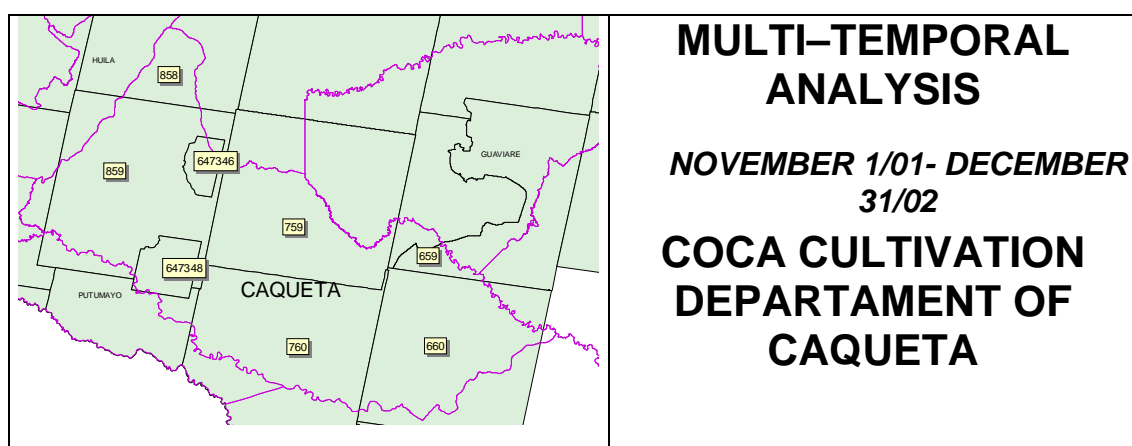 HUILA
858
647346
859
GUAVIARE
759
659
647348
CAQUETA
PUTUMAYO
760
660
MULTI–TEMPORAL
ANALYSIS
NOVEMBER 1/01- DECEMBER
31/02
COCA CULTIVATION
DEPARTAMENT OF
CAQUETA